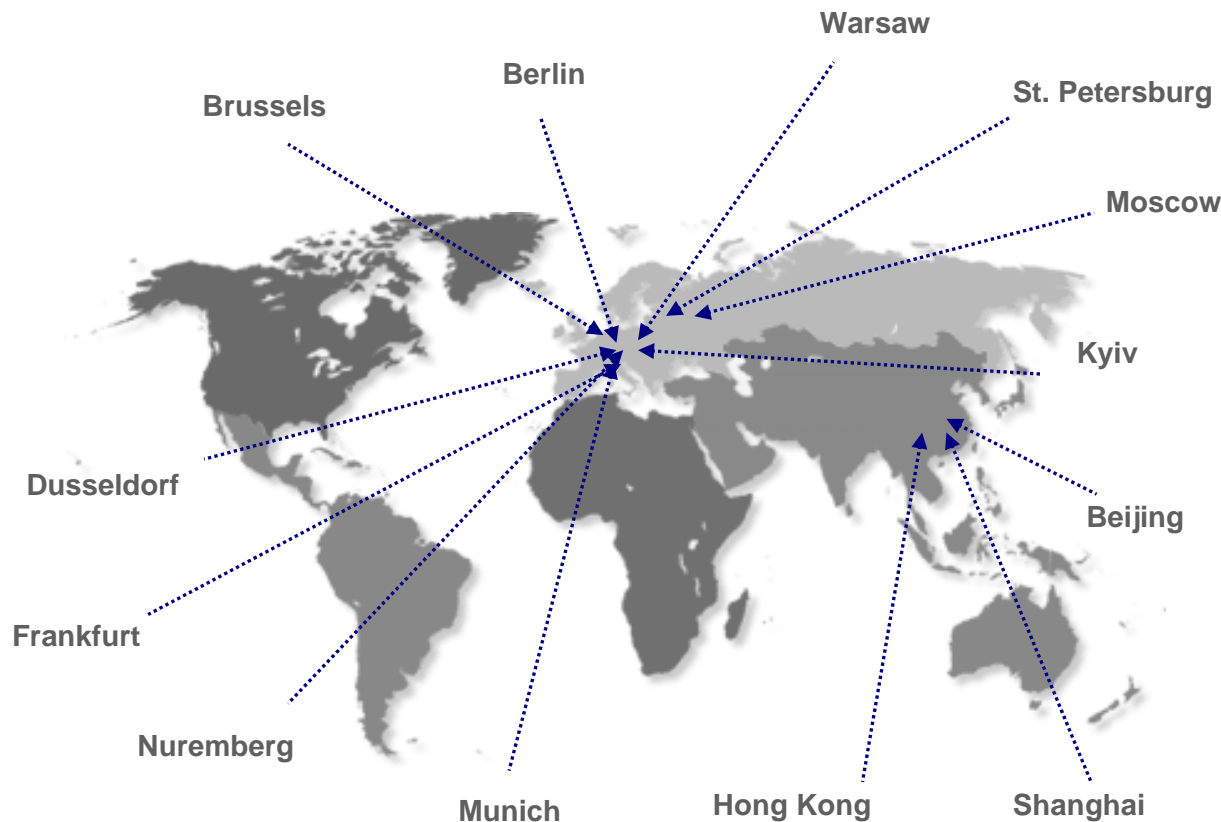 Warsaw
Berlin
Brussels
St. Petersburg
Moscow
Kyiv
Dusseldorf
Beijing
Frankfurt
Nuremberg
Munich
Hong Kong
Shanghai